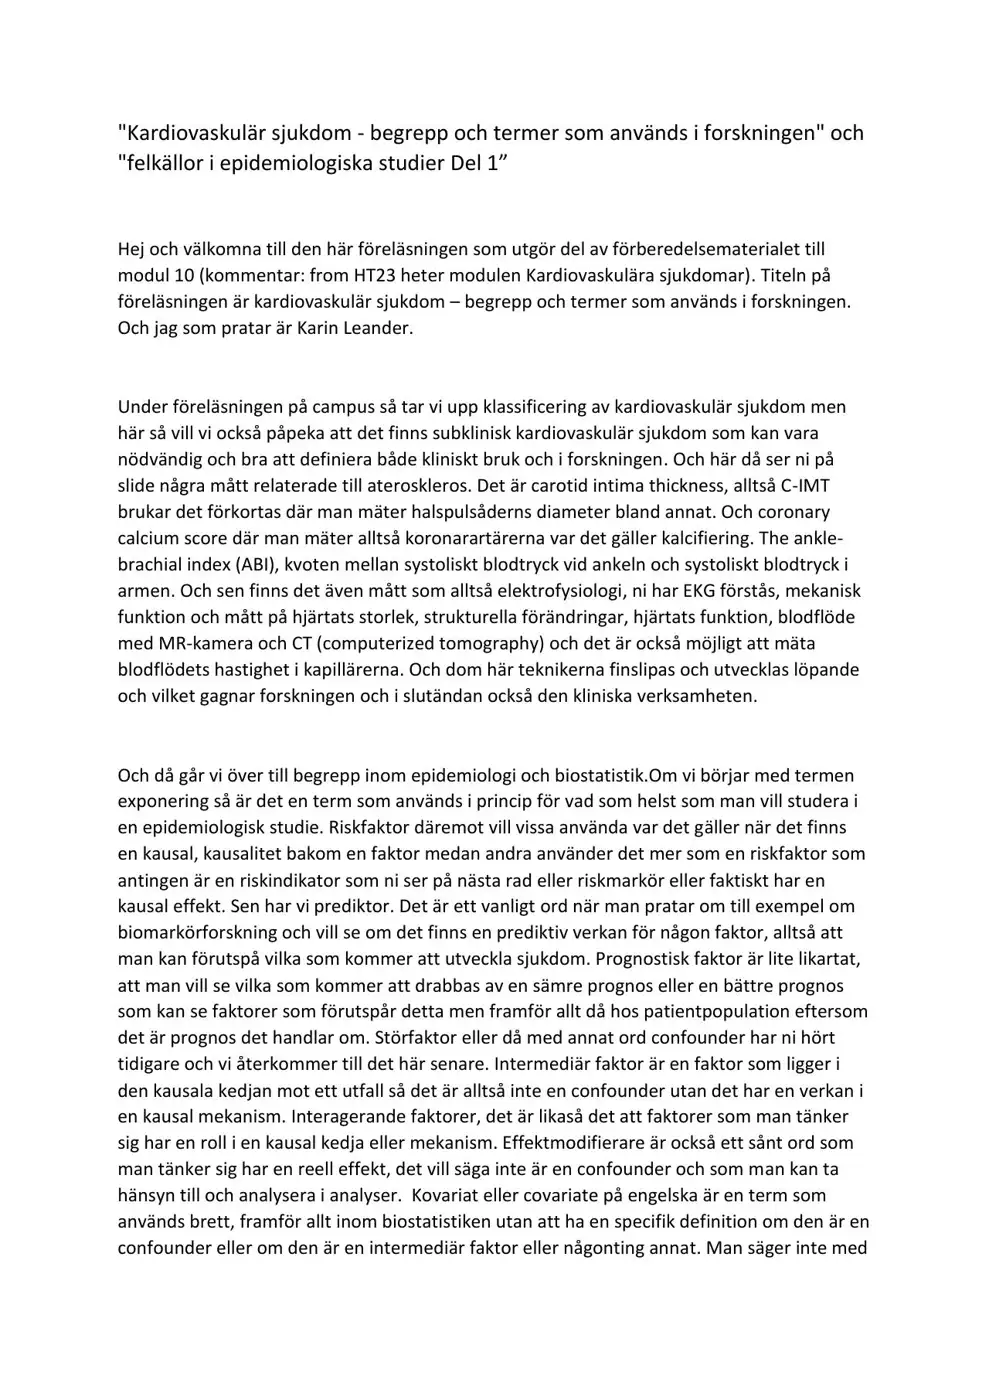 "Kardiovaskulär sjukdom - begrepp och termer som används i forskningen" och
"felkällor i epidemiologiska studier Del 1”
Hej och välkomna till den här föreläsningen som utgör del av förberedelsematerialet till
modul 10 (kommentar: from HT23 heter modulen Kardiovaskulära sjukdomar). Titeln på
föreläsningen är kardiovaskulär sjukdom – begrepp och termer som används i forskningen.
Och jag som pratar är Karin Leander.
Under föreläsningen på campus så tar vi upp klassificering av kardiovaskulär sjukdom men
här så vill vi också påpeka att det finns subklinisk kardiovaskulär sjukdom som kan vara
nödvändig och bra att definiera både kliniskt bruk och i forskningen. Och här då ser ni på
slide några mått relaterade till ateroskleros. Det är carotid intima thickness, alltså C-IMT
brukar det förkortas där man mäter halspulsåderns diameter bland annat. Och coronary
calcium score där man mäter alltså koronarartärerna var det gäller kalcifiering. The ankle-
brachial index (ABI), kvoten mellan systoliskt blodtryck vid ankeln och systoliskt blodtryck i
armen. Och sen finns det även mått som alltså elektrofysiologi, ni har EKG förstås, mekanisk
funktion och mått på hjärtats storlek, strukturella förändringar, hjärtats funktion, blodflöde
med MR-kamera och CT (computerized tomography) och det är också möjligt att mäta
blodflödets hastighet i kapillärerna. Och dom här teknikerna finslipas och utvecklas löpande
och vilket gagnar forskningen och i slutändan också den kliniska verksamheten.
Och då går vi över till begrepp inom epidemiologi och biostatistik.Om vi börjar med termen
exponering så är det en term som används i princip för vad som helst som man vill studera i
en epidemiologisk studie. Riskfaktor däremot vill vissa använda var det gäller när det finns
en kausal, kausalitet bakom en faktor medan andra använder det mer som en riskfaktor som
antingen är en riskindikator som ni ser på nästa rad eller riskmarkör eller faktiskt har en
kausal effekt. Sen har vi prediktor. Det är ett vanligt ord när man pratar om till exempel om
biomarkörforskning och vill se om det finns en prediktiv verkan för någon faktor, alltså att
man kan förutspå vilka som kommer att utveckla sjukdom. Prognostisk faktor är lite likartat,
att man vill se vilka som kommer att drabbas av en sämre prognos eller en bättre prognos
som kan se faktorer som förutspår detta men framför allt då hos patientpopulation eftersom
det är prognos det handlar om. Störfaktor eller då med annat ord confounder har ni hört
tidigare och vi återkommer till det här senare. Intermediär faktor är en faktor som ligger i
den kausala kedjan mot ett utfall så det är alltså inte en confounder utan det har en verkan i
en kausal mekanism. Interagerande faktorer, det är likaså det att faktorer som man tänker
sig har en roll i en kausal kedja eller mekanism. Effektmodifierare är också ett sånt ord som
man tänker sig har en reell effekt, det vill säga inte är en confounder och som man kan ta
hänsyn till och analysera i analyser.  Kovariat eller covariate på engelska är en term som
används brett, framför allt inom biostatistiken utan att ha en specifik definition om den är en
confounder eller om den är en intermediär faktor eller någonting annat. Man säger inte med